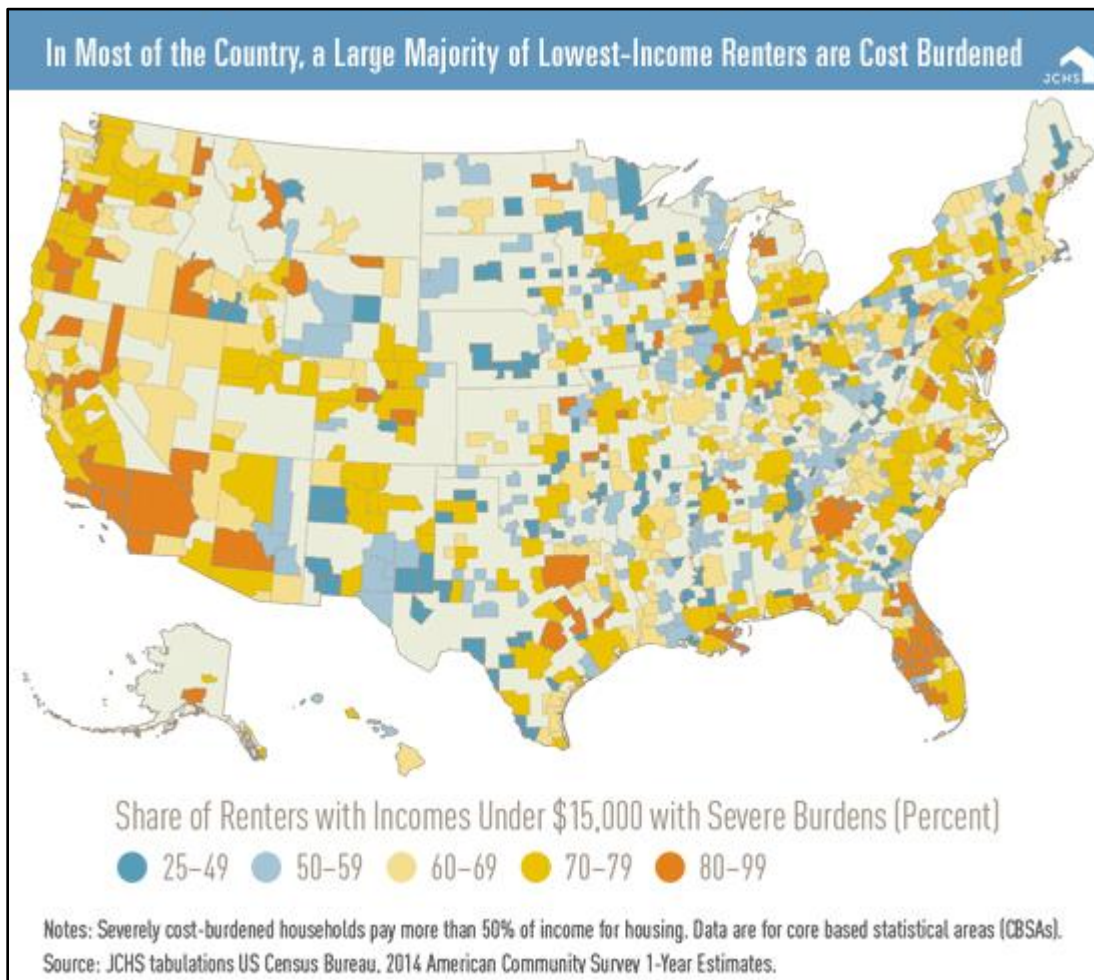 In Most of the Country, a Large Majority of Lowest-Income Renters are Cost Burdened
JCHS
Share of Renters with Incomes Under $15,000 with Severe Burdens (Percent)
25–49 50–59 60–69 70–79 80–99
Notes: Severely cost-burdened households pay more than 50% of income for housing. Data are for core based statistical areas (CBSAs).
Source: JCHS tabulations US Census Bureau, 2014 American Community Survey 1-Year Estimates.